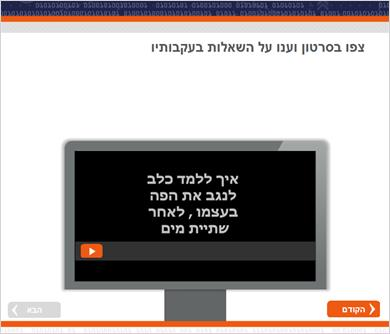 צפו בסרטון וענו על השאלות בעקבותיו
איך ללמד כלב
לנגב את הפה
בעצמו, לאחר
שתיית מים
הקודם
הבא